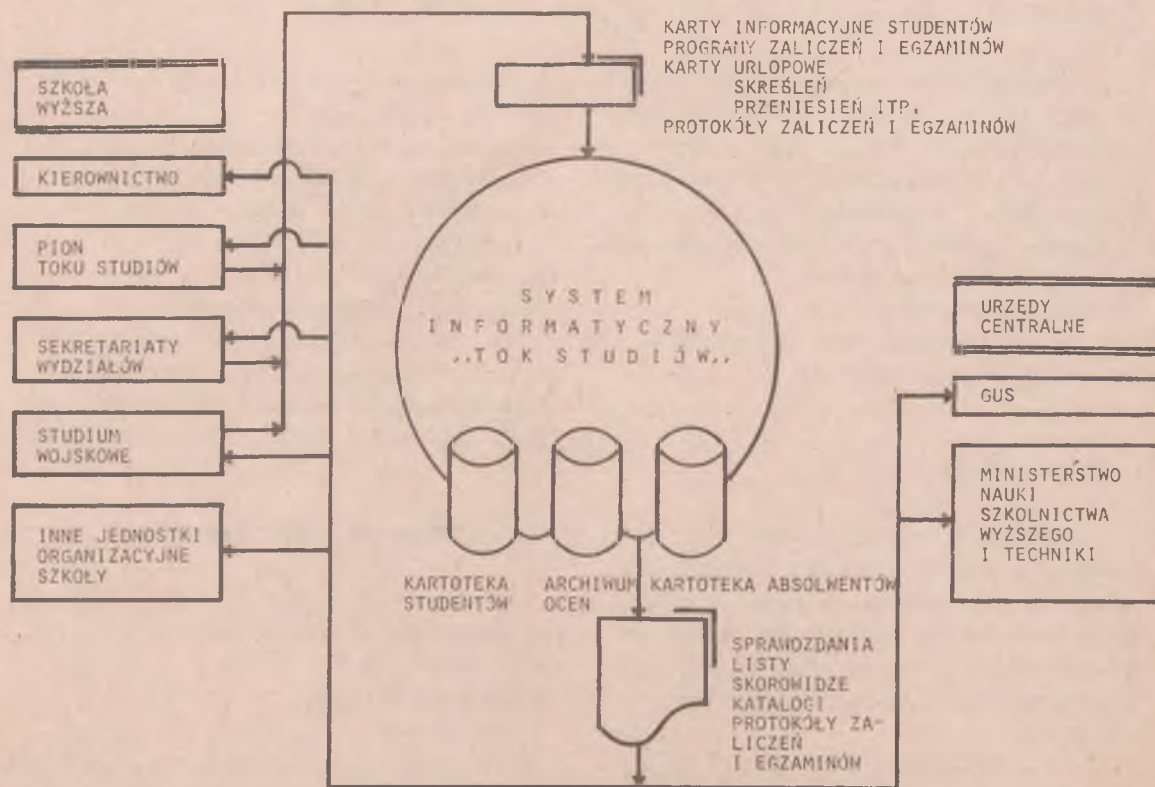 KARTY INFORMACYJNE STUDENTÓW
PROGRAMY ZALICZEŃ I EGZAMINÓW
KARTY URLOPOWE
SKREŚLEŃ
PRZENIESIEŃ ITP.
PROTOKÓŁY ZALICZEŃ I EGZAMINÓW
SZKOŁA
WYŻSZA
KIEROWNICTWO
PION
TOKU STUDIÓW
SEKRETARIATY
WYDZIAŁÓW
STUDIUM
WOJSKOWE
INNE JEDNOSTKI
ORGANIZACYJNE
SZKOŁY
SYSTEM
INFORMATYCZNY
,,TOK STUDIÓW,,
KARTOTEKA
STUDENTÓW
ARCHIWUM
OCEN
KARTOTEKA ABSOLWENTÓW
SPRAWOZDANIA
LISTY
SKOROWIDZE
KATALOGI
PROTOKÓŁY ZA-
LICZEŃ
I EGZAMINÓW
URZĘDY
CENTRALNE
GUS
MINISTERSTWO
NAUKI
SZKOLNICTWA
WYŻSZEGO
I TECHNIKI